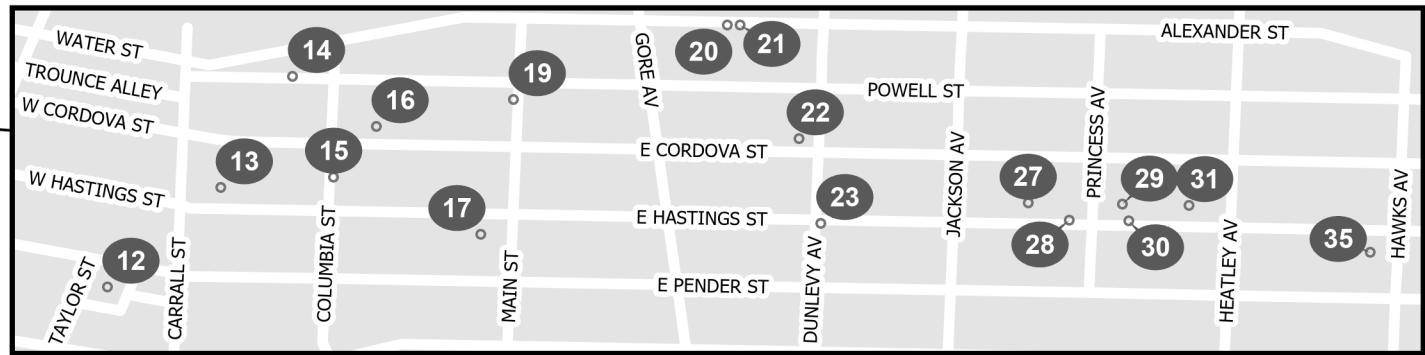 WATER ST
TROUNCE ALLEY
W CORDOVA ST
W HASTINGS ST
TAYLOR ST
CARRALL ST
COLUMBIA ST
MAIN ST
GORE AV
ALEXANDER ST
POWELL ST
E CORDOVA ST
E HASTINGS ST
E PENDER ST
DUNLEVY AV
JACKSON AV
PRINCESS AV
HEATLEY AV
HAWKS AV
12
13
14
15
16
17
19
20
21
22
23
27
28
29
30
31
35